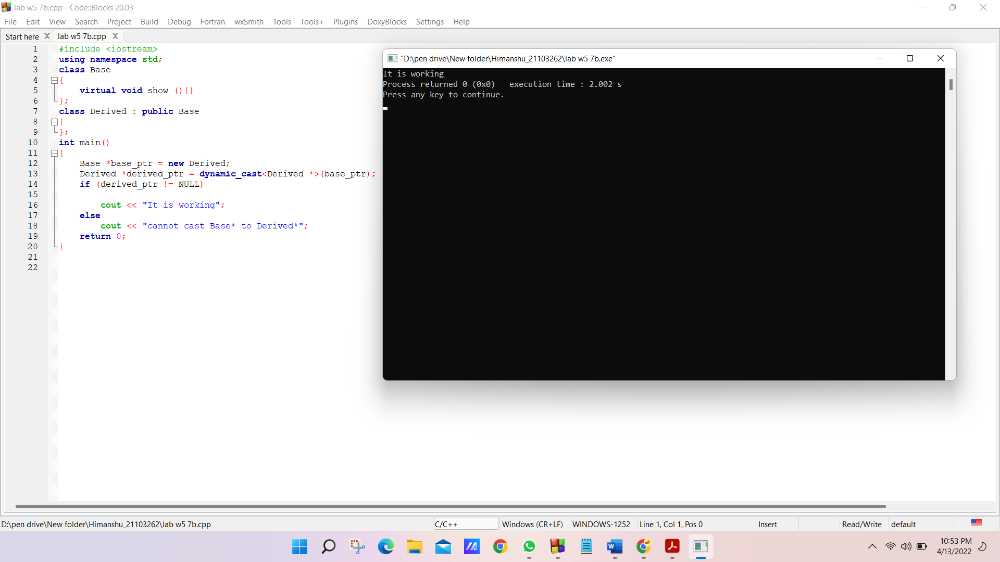 lab w5 7b.cpp - Code::Blocks 20.03
File Edit View Search Project Build Debug Fortran wxSmith Tools Tools+ Plugins DoxyBlocks Settings Help
Start here lab w5 7b.cpp
1 #include <iostream>
2 using namespace std;
3 class Base
4 {
5 virtual void show (){}
6 };
7 class Derived : public Base
8 {
9 };
10 int main()
11 {
12 Base *base_ptr = new Derived;
13 Derived *derived_ptr = dynamic_cast<Derived *>(base_ptr);
14 if (derived_ptr != NULL)
15
16 cout << "It is working";
17 else
18 cout << "cannot cast Base* to Derived*";
19 return 0;
20 }
21
22
"D:\pen drive\New folder\Himanshu_21103262\lab w5 7b.exe"
It is working
Process returned 0 (0x0)   execution time : 2.002 s
Press any key to continue.
D:\pen drive\New folder\Himanshu_21103262\lab w5 7b.cpp C/C++ Windows (CR+LF) WINDOWS-1252 Line 1, Col 1, Pos 0 Insert Read/Write default
10:53 PM
4/13/2022